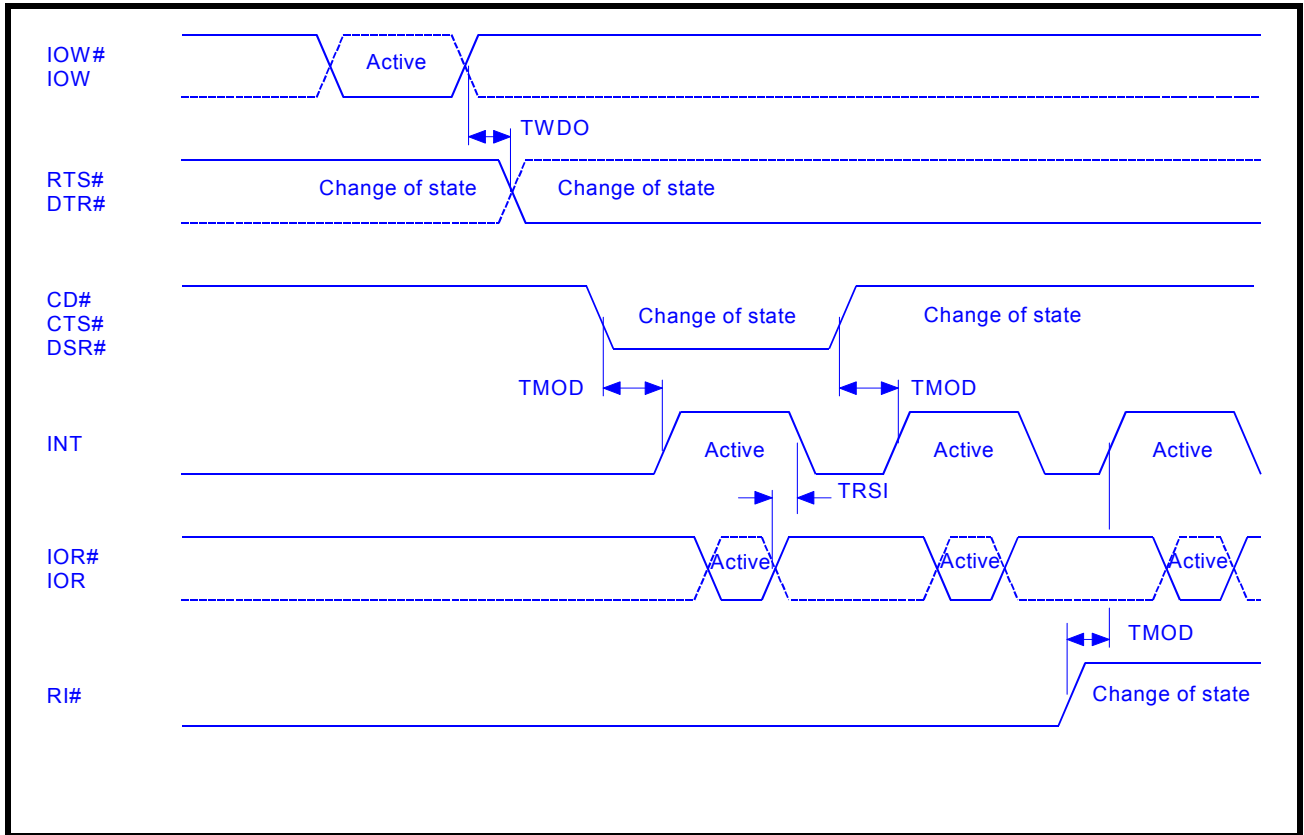 IOW#
IOW
Active
TWDO
RTS#
DTR#
Change of state
Change of state
CD#
CTS#
DSR#
Change of state
Change of state
TMOD
TMOD
INT
Active
Active
Active
TRSI
IOR#
IOR
Active
Active
Active
TMOD
RI#
Change of state